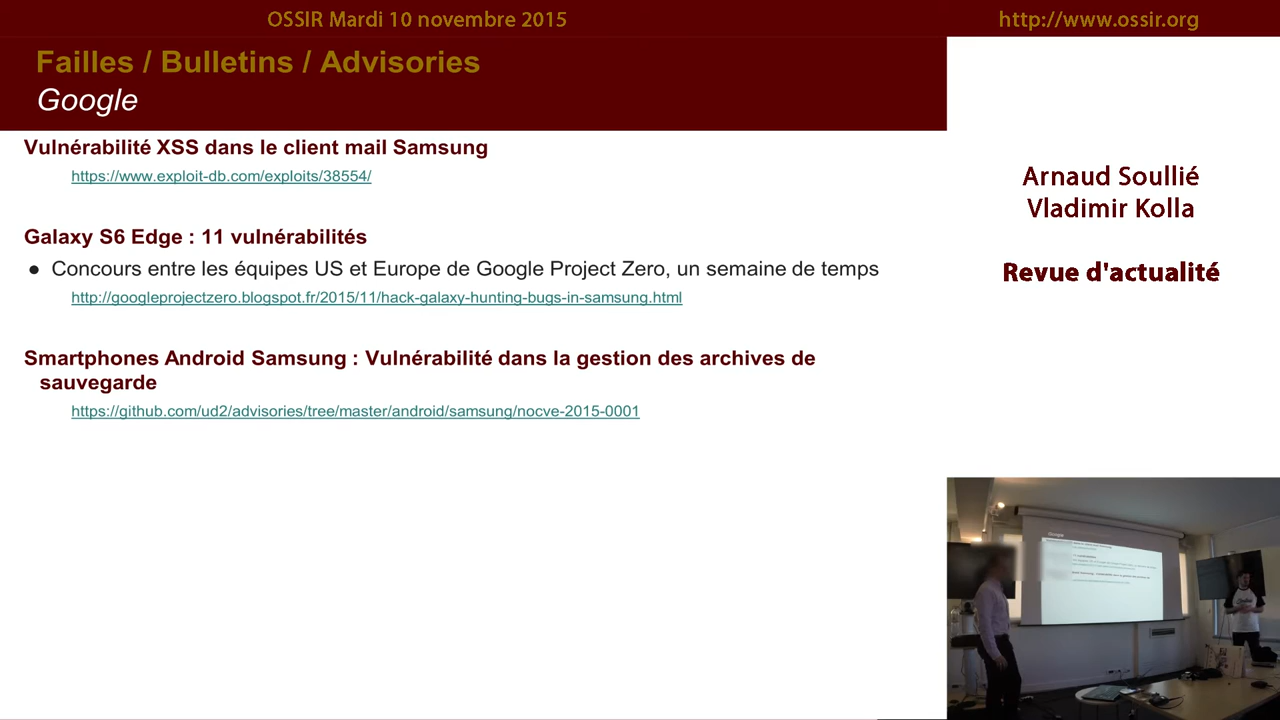 OSSIR Mardi 10 novembre 2015
http://www.ossir.org
Failles / Bulletins / Advisories
Google
Vulnérabilité XSS dans le client mail Samsung
https://www.exploit-db.com/exploits/38554/
Galaxy S6 Edge : 11 vulnérabilités
● Concours entre les équipes US et Europe de Google Project Zero, un semaine de temps
http://googleprojectzero.blogspot.fr/2015/11/hack-galaxy-hunting-bugs-in-samsung.html
Smartphones Android Samsung : Vulnérabilité dans la gestion des archives de
sauvegarde
https://github.com/ud2/advisories/tree/master/android/samsung/nocve-2015-0001
Arnaud Soullié
Vladimir Kolla
Revue d'actualité
Google